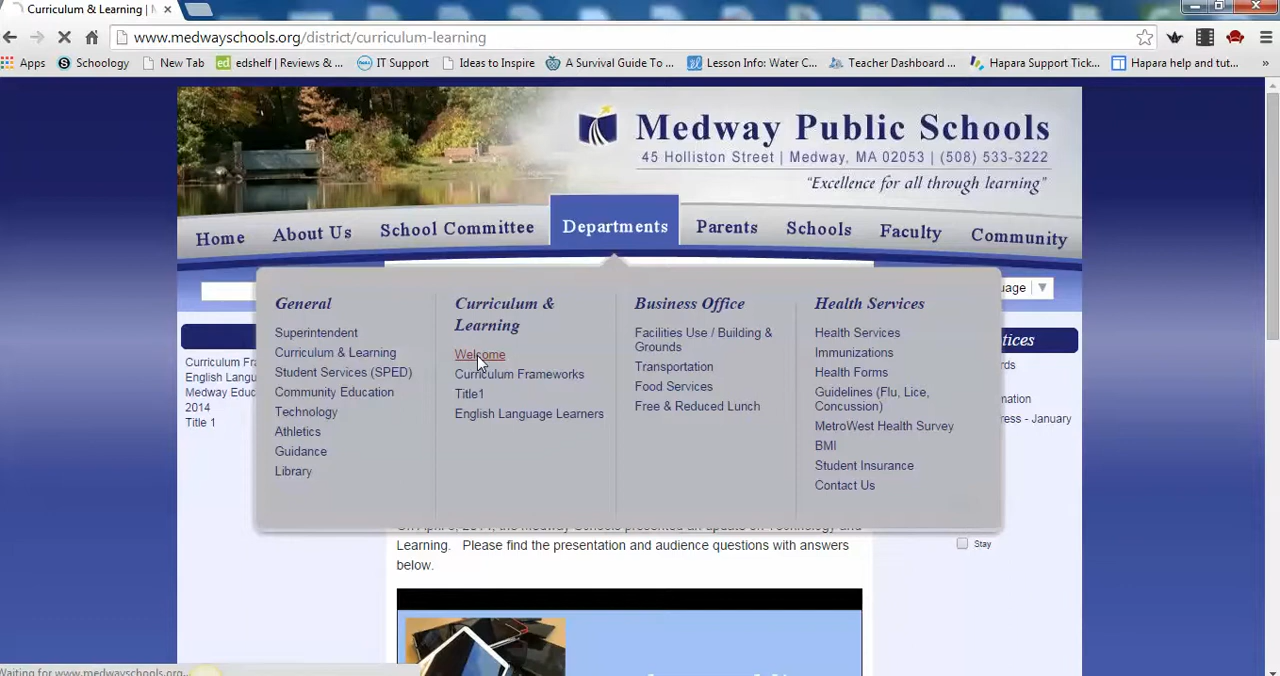 Curriculum & Learning | M
www.medwayschools.org/district/curriculum-learning
Apps Schoology New Tab edshelf | Reviews & ... IT Support Ideas to Inspire A Survival Guide To ... Lesson Info: Water C... Teacher Dashboard ... Hapara Support Tick... Hapara help and tut... »
Medway Public Schools
45 Holliston Street | Medway, MA 02053 | (508) 533-3222
"Excellence for all through learning"
Home About Us School Committee Departments Parents Schools Faculty Community
General
Superintendent
Curriculum & Learning
Student Services (SPED)
Community Education
Technology
Athletics
Guidance
Library
Curriculum &
Learning
Welcome
Curriculum Frameworks
Title1
English Language Learners
Business Office
Facilities Use / Building &
Grounds
Transportation
Food Services
Free & Reduced Lunch
Health Services
Health Services
Immunizations
Health Forms
Guidelines (Flu, Lice,
Concussion)
MetroWest Health Survey
BMI
Student Insurance
Contact Us
Curriculum Fra
English Langu
Medway Educ
2014
Title 1
uage
tices
rds
mation
ress - January
Stay
Learning. Please find the presentation and audience questions with answers
below.
Waiting for www.medwayschools.org...